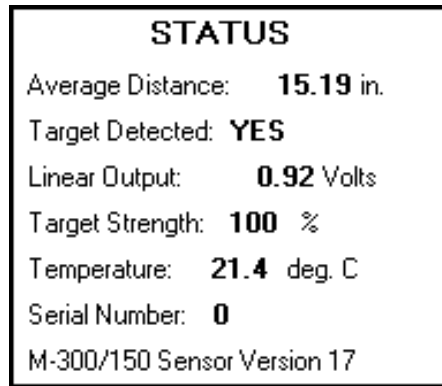 STATUS
Average Distance: 15.19 in.
Target Detected: YES
Linear Output: 0.92 Volts
Target Strength: 100 %
Temperature: 21.4 deg. C
Serial Number: 0
M-300/150 Sensor Version 17